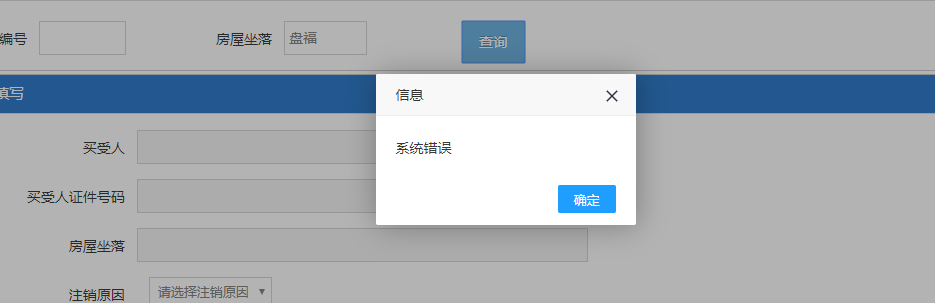 编号
房屋坐落
盘福
查询
填写
信息
系统错误
确定
买受人
买受人证件号码
房屋坐落
注销原因
请选择注销原因